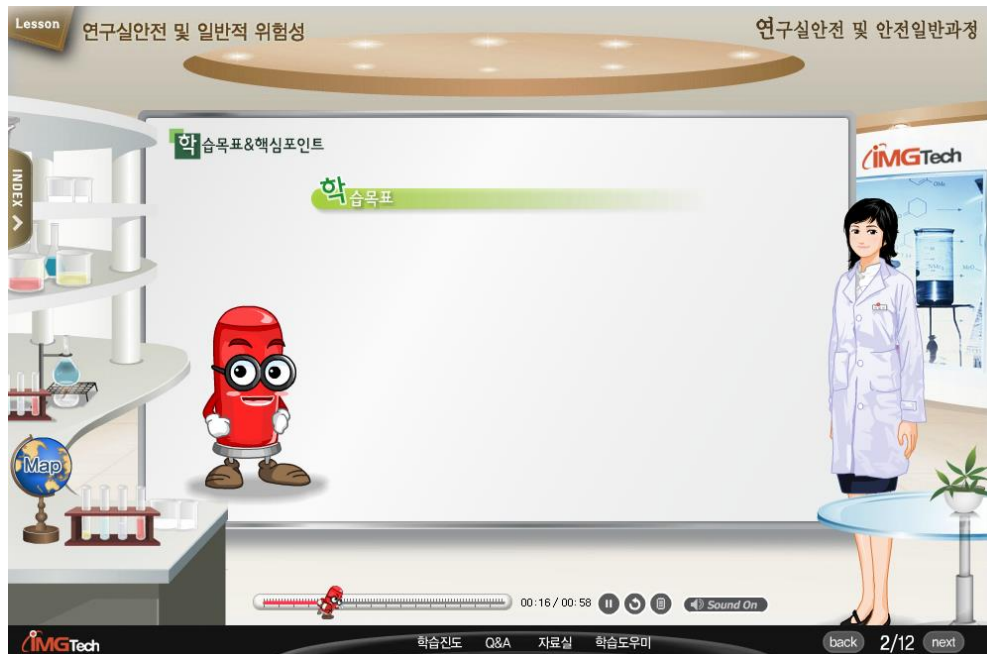 Lesson
연구실안전 및 일반적 위험성
연구실안전 및 안전일반과정
학습목표&핵심포인트
학습목표
INDEX
iMGTech
Map
00:16 / 00:58
Sound On
iMGTech
학습진도 Q&A 자료실 학습도우미
back 2/12 next